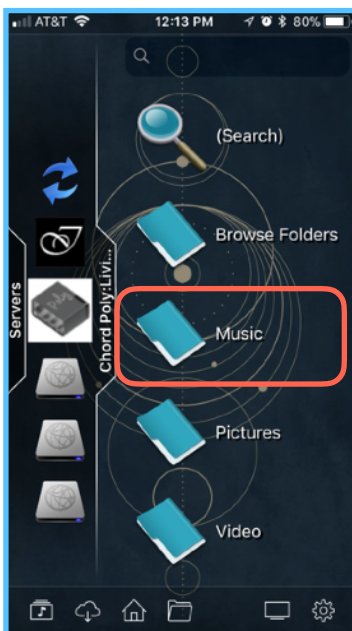 AT&T 12:13 PM 80%
(Search)
Browse Folders
Servers
Chord Poly:Livi...
Music
Pictures
Video